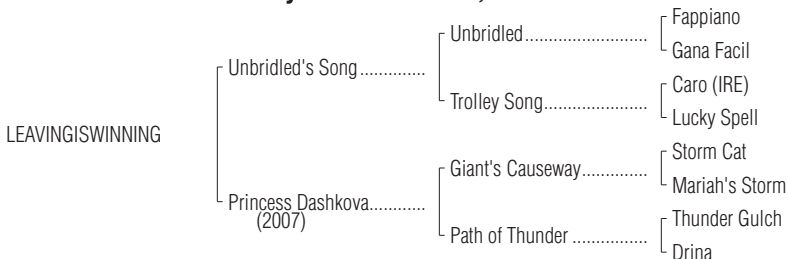 Fappiano
Unbridled..........................
Gana Facil
Unbridled's Song..............
Caro (IRE)
Trolley Song......................
Lucky Spell
LEAVINGISWINNING
Storm Cat
Giant's Causeway..............
Mariah's Storm
Princess Dashkova............
(2007)
Thunder Gulch
Path of Thunder ................
Drina